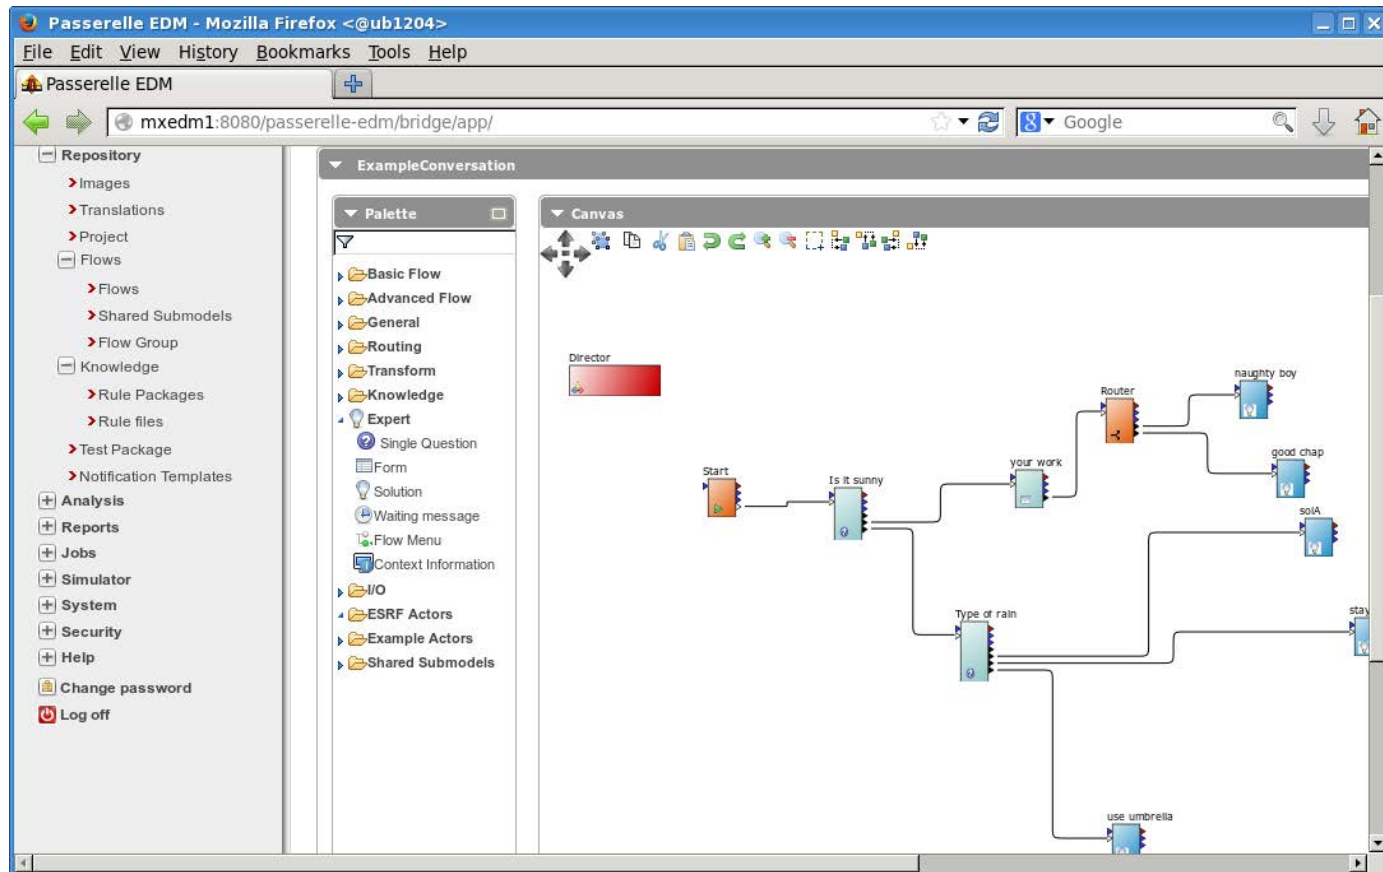 Passerelle EDM - Mozilla Firefox <@ub1204>
File Edit View History Bookmarks Tools Help
Passerelle EDM
mxedm1:8080/passerelle-edm/bridge/app/
Google
Repository
Images
Translations
Project
Flows
Flows
Shared Submodels
Flow Group
Knowledge
Rule Packages
Rule files
Test Package
Notification Templates
Analysis
Reports
Jobs
Simulator
System
Security
Help
Change password
Log off
ExampleConversation
Palette
Basic Flow
Advanced Flow
General
Routing
Transform
Knowledge
Expert
Single Question
Form
Solution
Waiting message
Flow Menu
Context Information
I/O
ESRF Actors
Example Actors
Shared Submodels
Canvas
Director
Start
Is it sunny
your work
Router
naughty boy
good chap
solA
Type of rain
stay
use umbrella